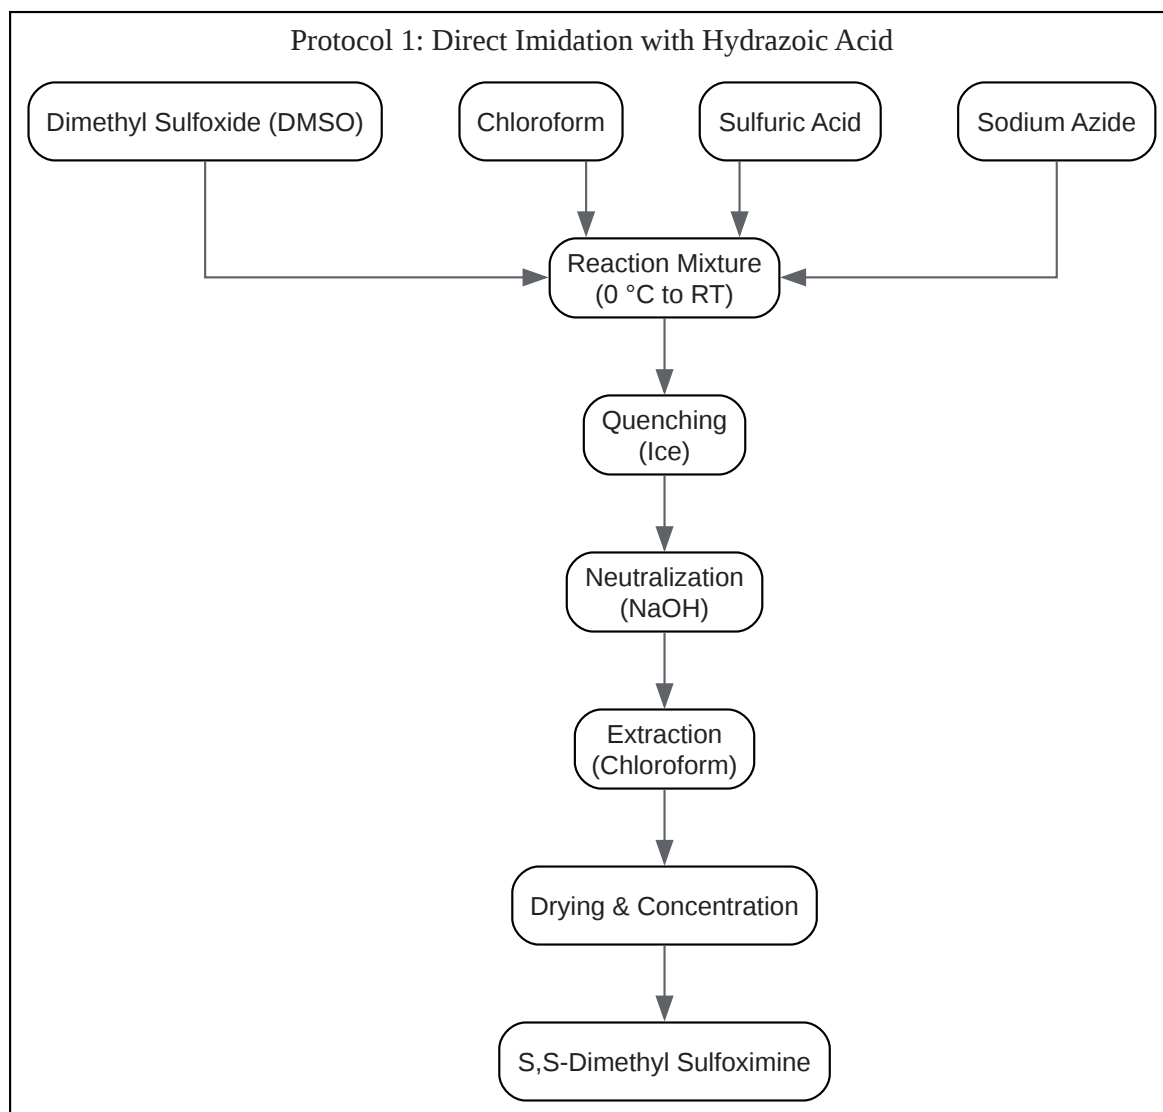 Protocol 1: Direct Imidation with Hydrazoic Acid
Dimethyl Sulfoxide (DMSO)
Chloroform
Sulfuric Acid
Sodium Azide
Reaction Mixture
(0 °C to RT)
Quenching
(Ice)
Neutralization
(NaOH)
Extraction
(Chloroform)
Drying & Concentration
S,S-Dimethyl Sulfoximine